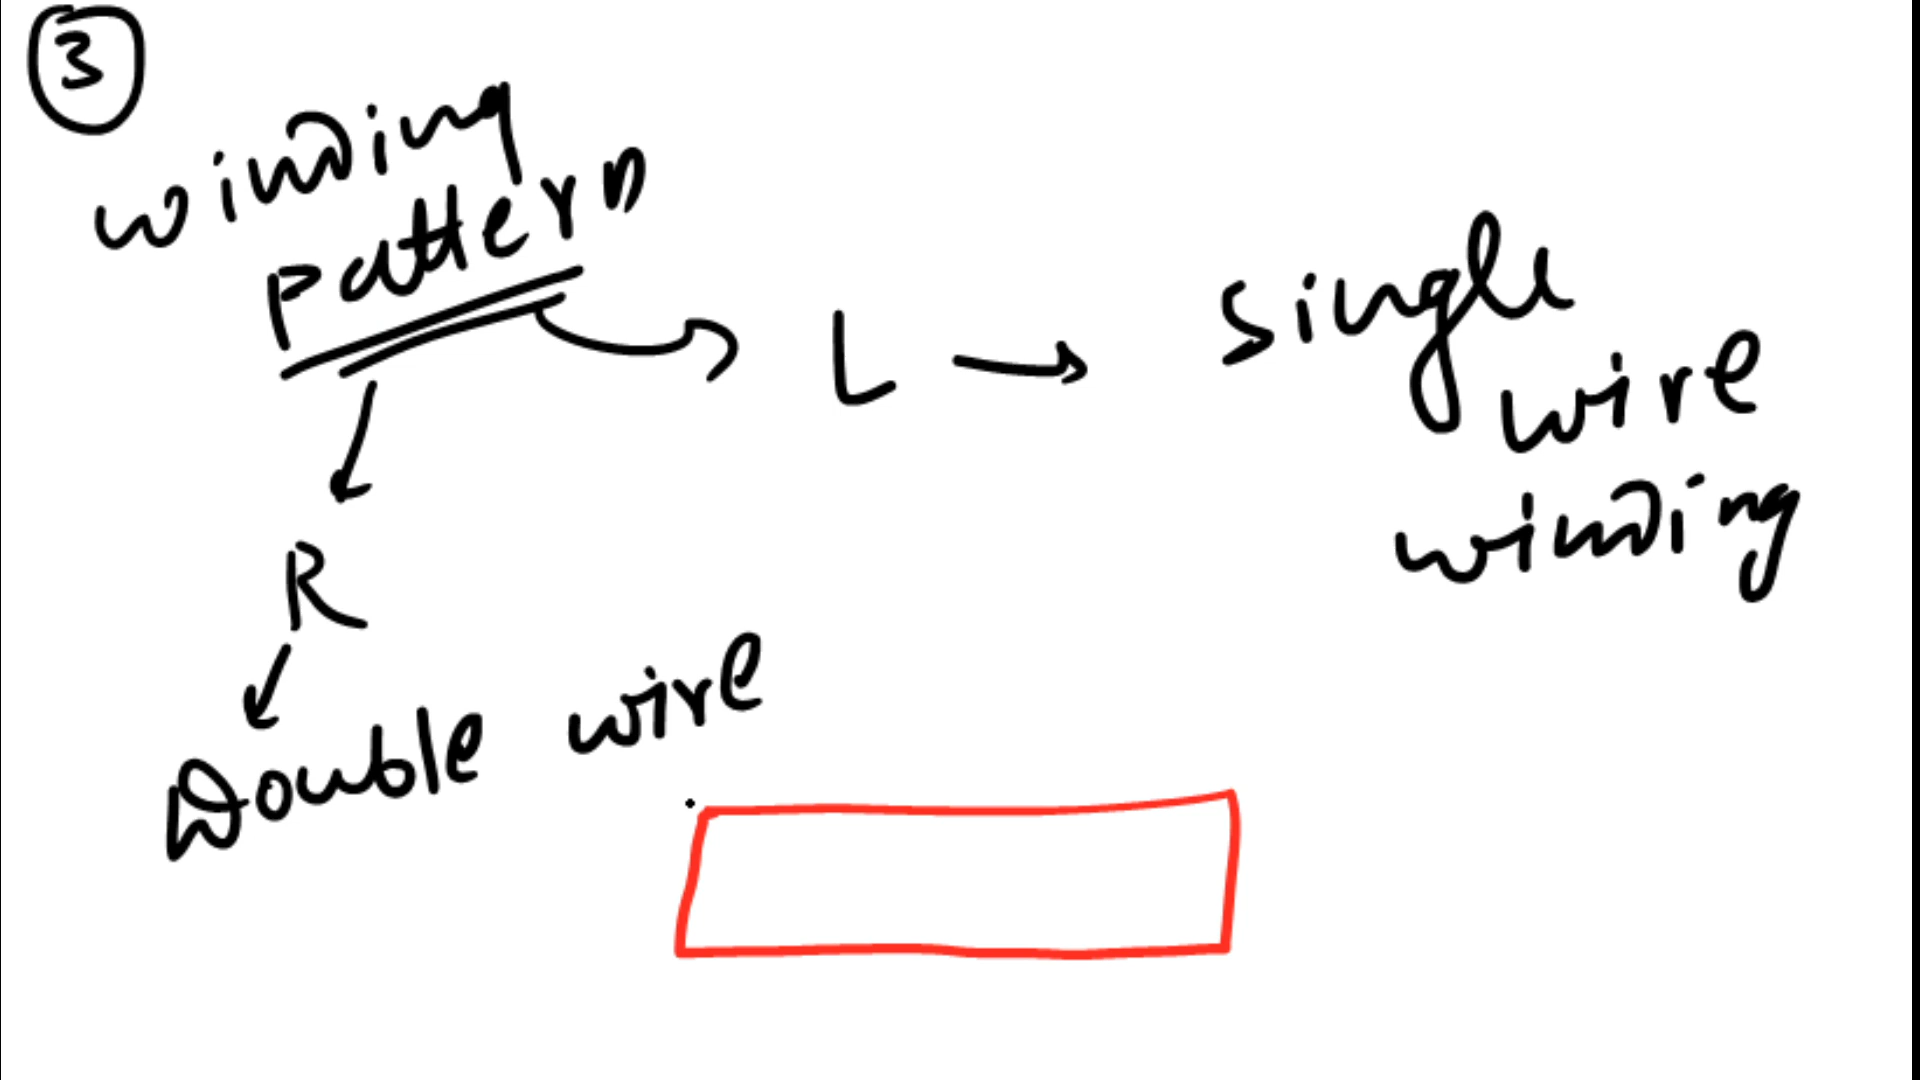 3
winding
pattern
L → single
wire
winding
R
Double wire